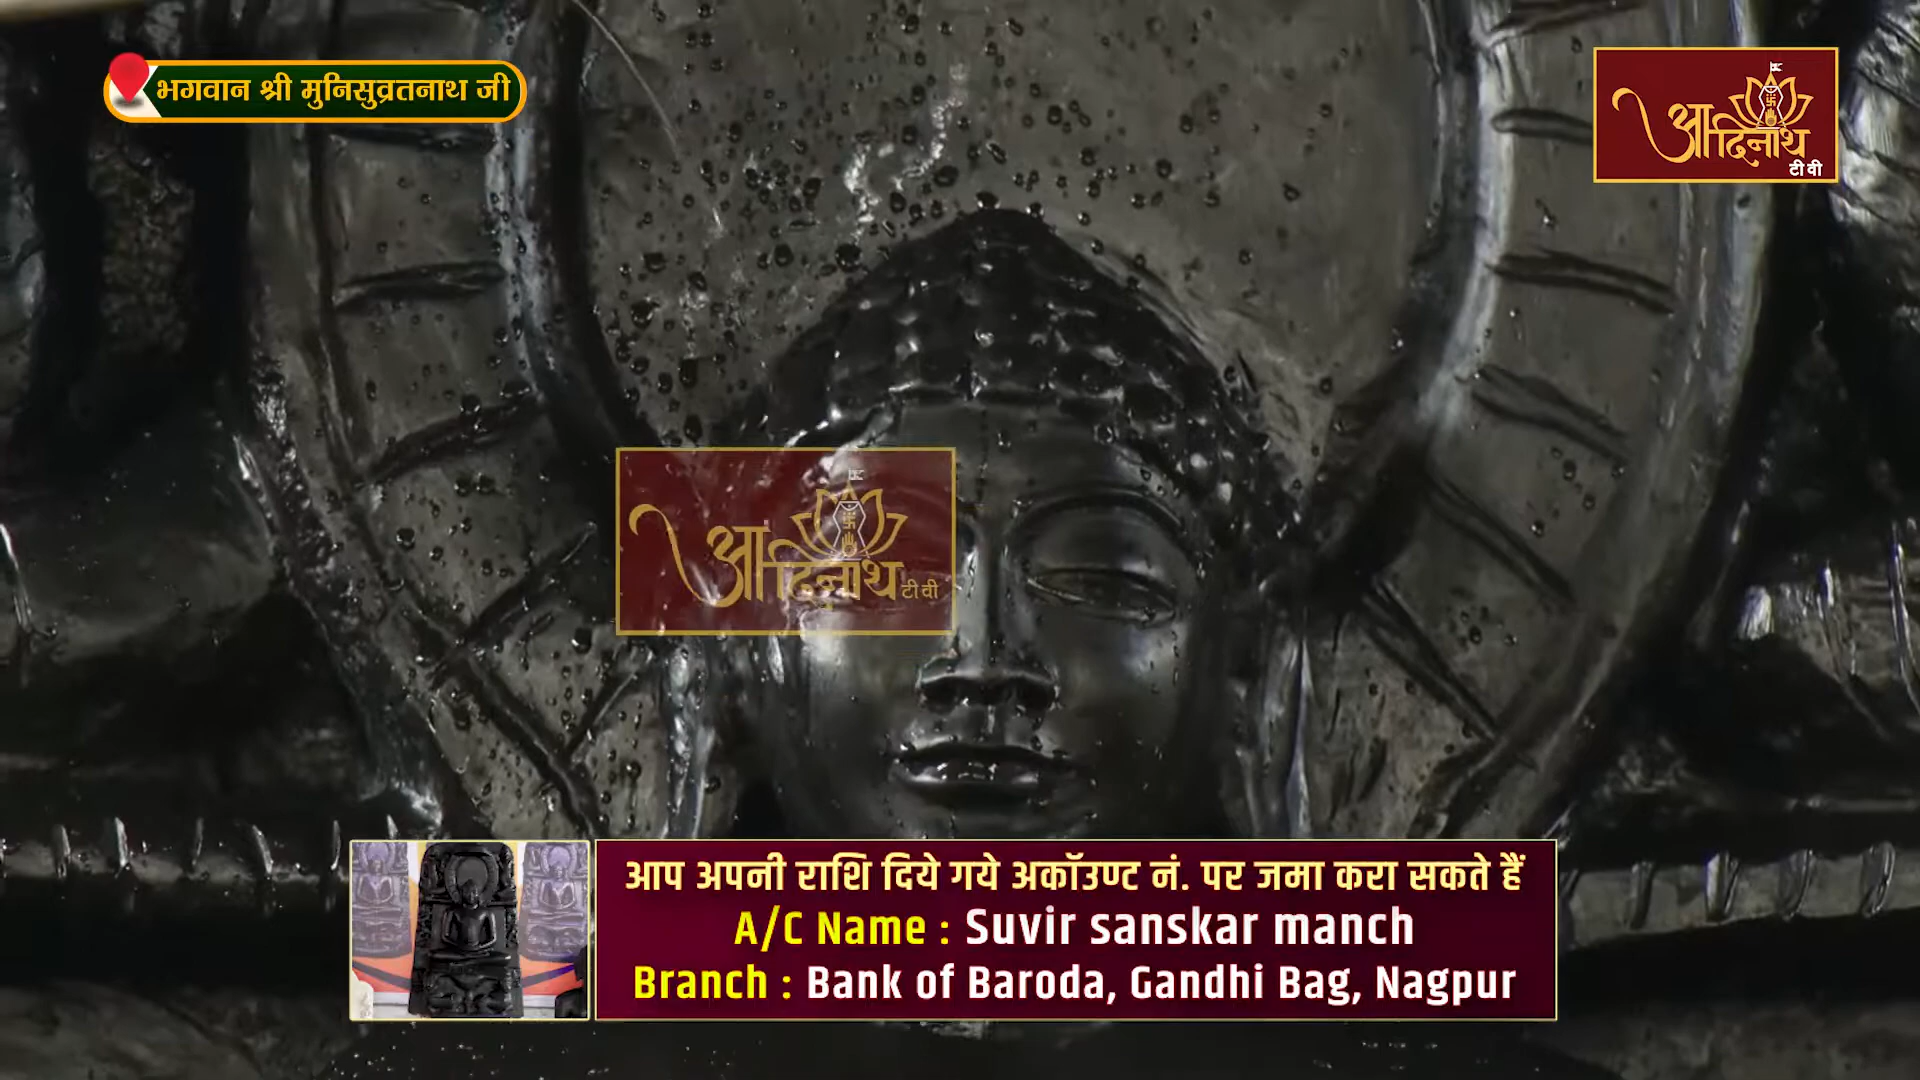 भगवान श्री मुनिसुव्रतनाथ जी
आदिनाथ
टी वी
आदिनाथ टी वी
आप अपनी राशि दिये गये अकॉउण्ट नं. पर जमा करा सकते हैं
A/C Name : Suvir sanskar manch
Branch : Bank of Baroda, Gandhi Bag, Nagpur